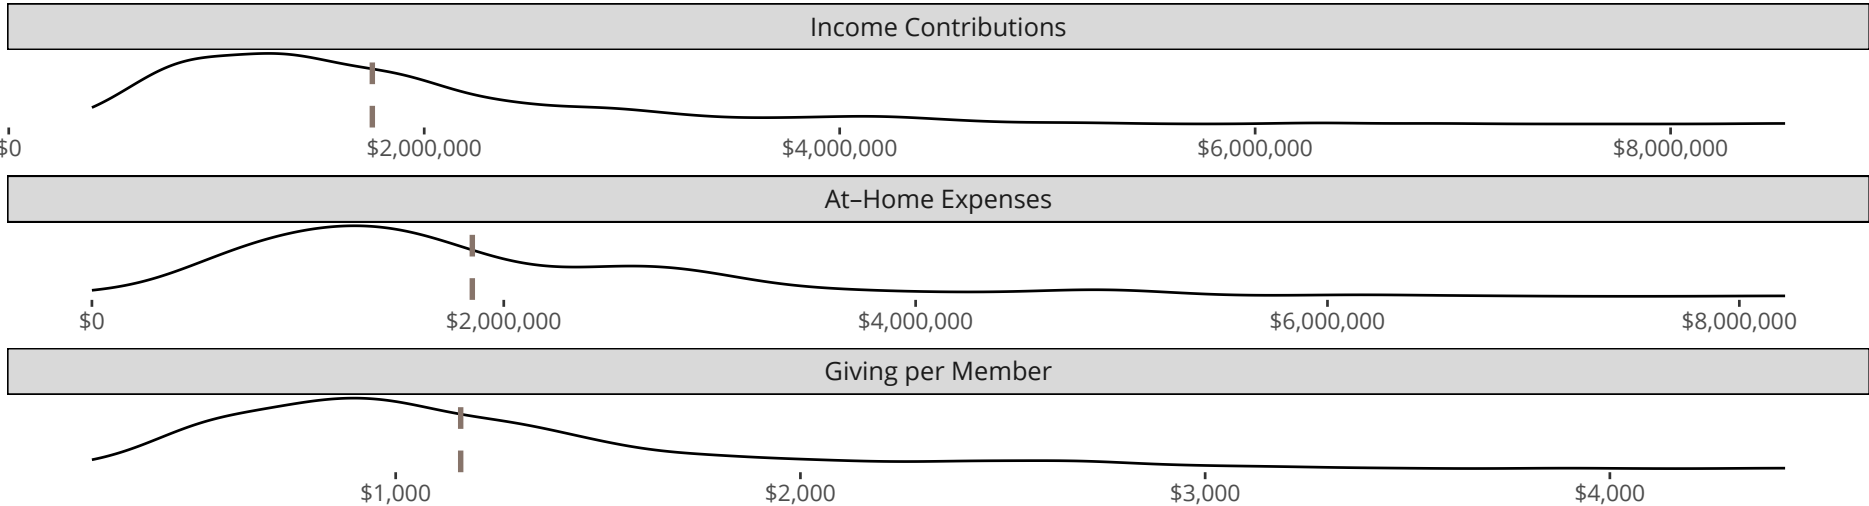 Income Contributions
$0 $2,000,000 $4,000,000 $6,000,000 $8,000,000
At–Home Expenses
$0 $2,000,000 $4,000,000 $6,000,000 $8,000,000
Giving per Member
$1,000 $2,000 $3,000 $4,000